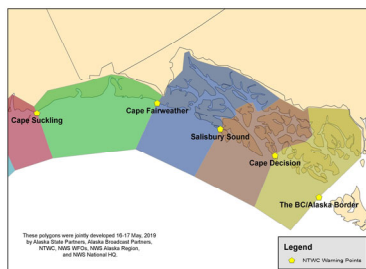 Cape Fairweather
Cape Suckling
Salisbury Sound
Cape Decision
The BC/Alaska Border
These polygons were jointly developed 16-17 May, 2019
by Alaska State Partners, Alaska Broadcast Partners,
NTWC, NWS WFOs, NWS Alaska Region,
and NWS National HQ.
Legend
NTWC Warning Points